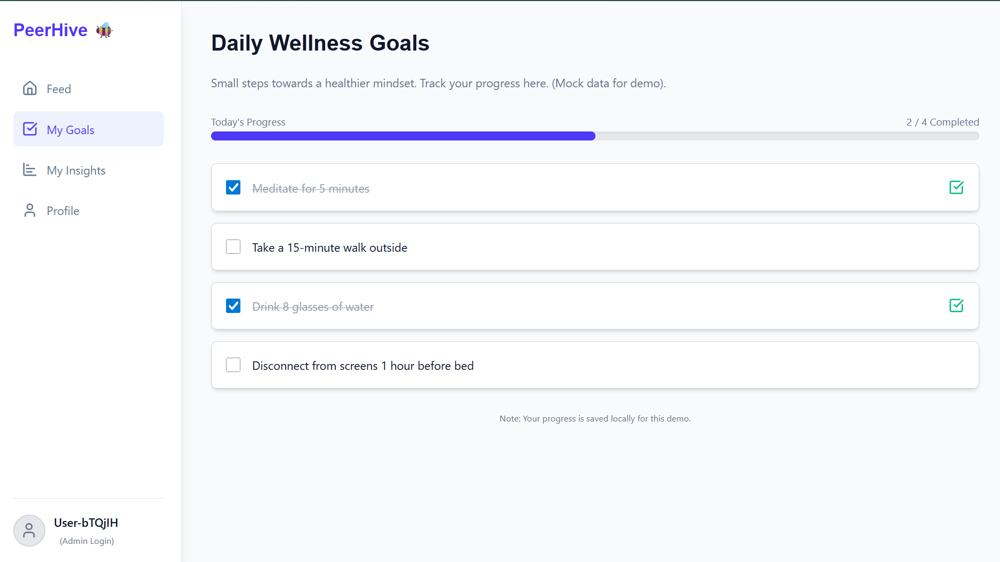 PeerHive
Feed
My Goals
My Insights
Profile
User-bTQjIH
(Admin Login)
Daily Wellness Goals
Small steps towards a healthier mindset. Track your progress here. (Mock data for demo).
Today's Progress
2 / 4 Completed
Meditate for 5 minutes
Take a 15-minute walk outside
Drink 8 glasses of water
Disconnect from screens 1 hour before bed
Note: Your progress is saved locally for this demo.